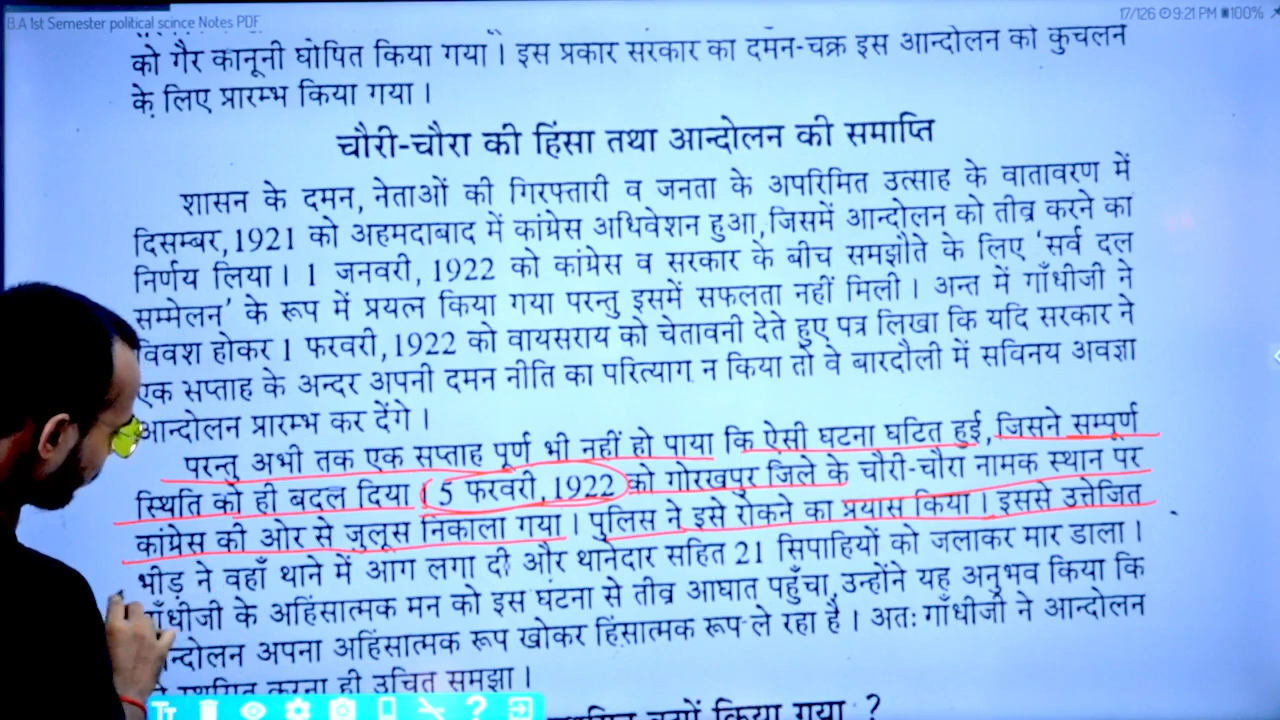 B.A 1st Semester political scince Notes PDF
17/126 9:21 PM 100%
को गैर कानूनी घोषित किया गया। इस प्रकार सरकार का दमन-चक्र इस आन्दोलन को कुचलने
के लिए प्रारम्भ किया गया।
चौरी-चौरा की हिंसा तथा आन्दोलन की समाप्ति
शासन के दमन, नेताओं की गिरफ्तारी व जनता के अपरिमित उत्साह के वातावरण में
दिसम्बर, 1921 को अहमदाबाद में कांग्रेस अधिवेशन हुआ, जिसमें आन्दोलन को तीव्र करने का
निर्णय लिया। 1 जनवरी, 1922 को कांग्रेस व सरकार के बीच समझौते के लिए 'सर्व दल
सम्मेलन' के रूप में प्रयत्न किया गया परन्तु इसमें सफलता नहीं मिली। अन्त में गाँधीजी ने
विवश होकर 1 फरवरी, 1922 को वायसराय को चेतावनी देते हुए पत्र लिखा कि यदि सरकार ने
एक सप्ताह के अन्दर अपनी दमन नीति का परित्याग न किया तो वे बारदौली में सविनय अवज्ञा
आन्दोलन प्रारम्भ कर देंगे।
परन्तु अभी तक एक सप्ताह पूर्ण भी नहीं हो पाया कि ऐसी घटना घटित हुई, जिसने सम्पूर्ण
स्थिति को ही बदल दिया 5 फरवरी, 1922 को गोरखपुर जिले के चौरी-चौरा नामक स्थान पर
कांग्रेस की ओर से जुलूस निकाला गया। पुलिस ने इसे रोकने का प्रयास किया। इससे उत्तेजित
भीड़ ने वहाँ थाने में आग लगा दी और थानेदार सहित 21 सिपाहियों को जलाकर मार डाला।
गाँधीजी के अहिंसात्मक मन को इस घटना से तीव्र आघात पहुँचा, उन्होंने यह अनुभव किया कि
न्दोलन अपना अहिंसात्मक रूप खोकर हिंसात्मक रूप ले रहा है। अतः गाँधीजी ने आन्दोलन
स्थगित करना ही उचित समझा।
क्यों किया गया ?